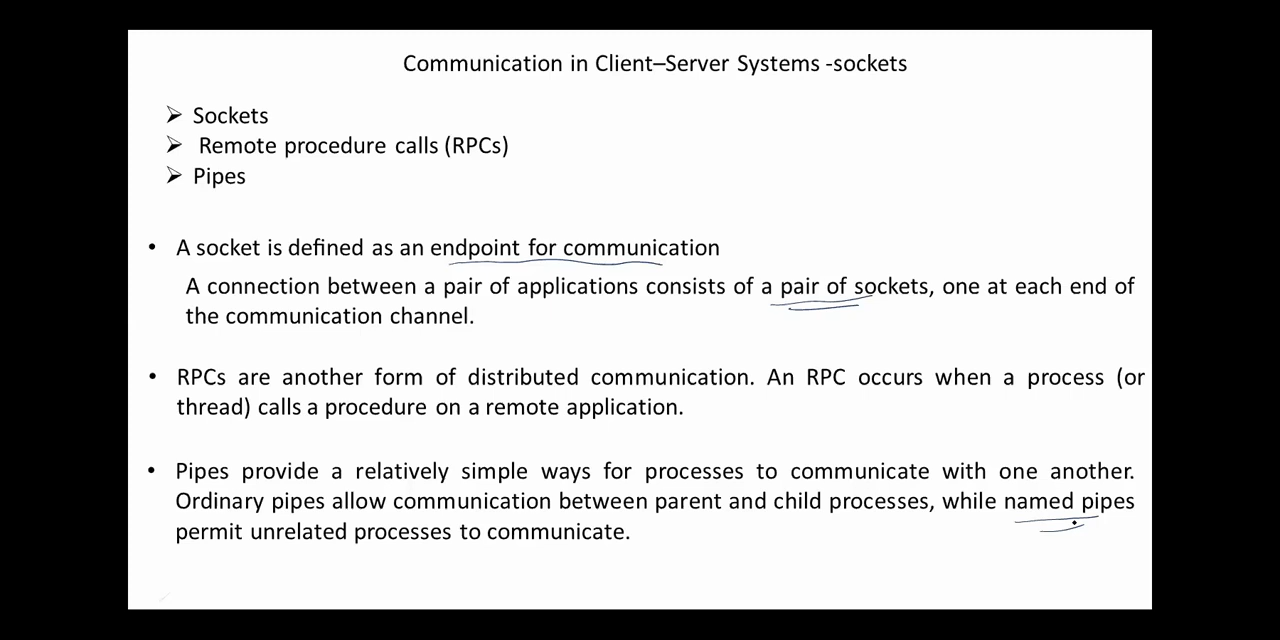 Communication in Client–Server Systems -sockets
➢ Sockets
➢ Remote procedure calls (RPCs)
➢ Pipes
• A socket is defined as an endpoint for communication
A connection between a pair of applications consists of a pair of sockets, one at each end of
the communication channel.
• RPCs are another form of distributed communication. An RPC occurs when a process (or
thread) calls a procedure on a remote application.
• Pipes provide a relatively simple ways for processes to communicate with one another.
Ordinary pipes allow communication between parent and child processes, while named pipes
permit unrelated processes to communicate.